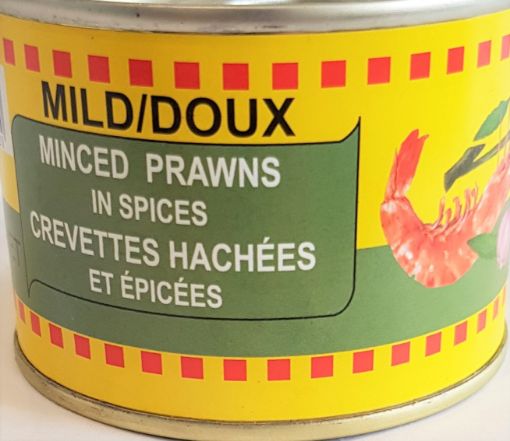 MILD/DOUX
MINCED PRAWNS
IN SPICES
CREVETTES HACHÉES
ET ÉPICÉES